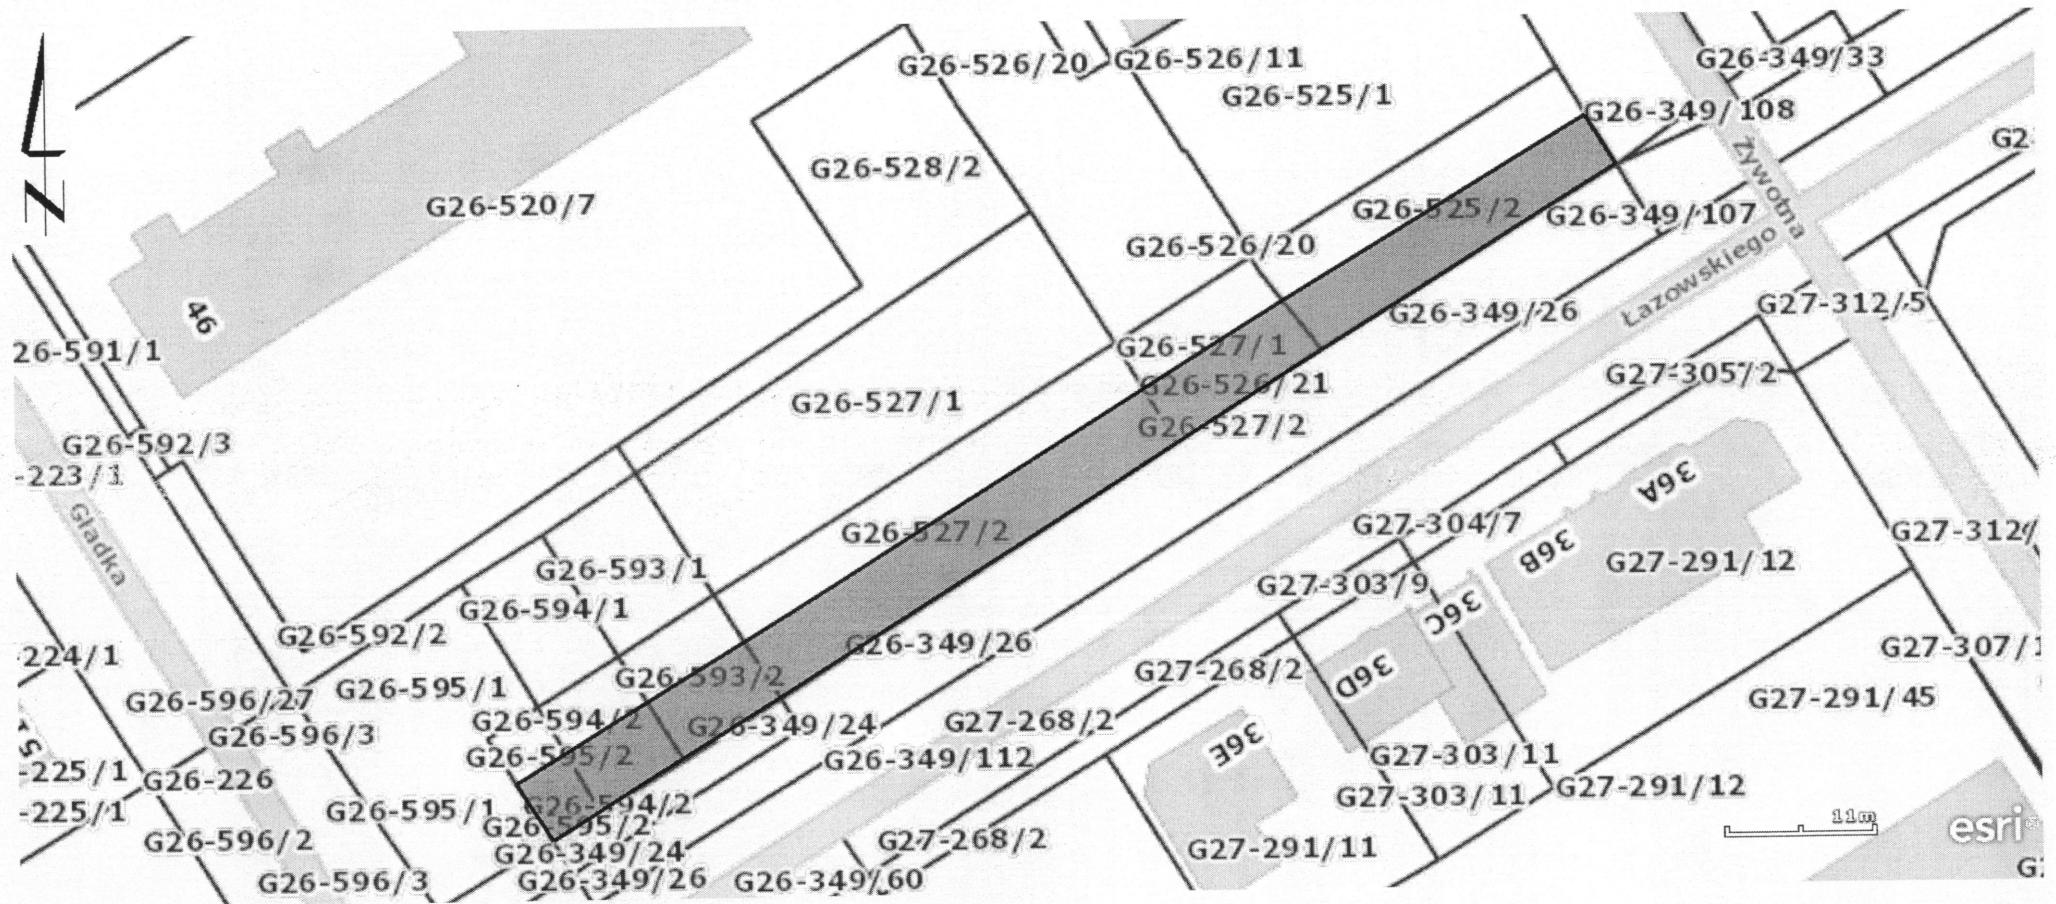 G26-526/20
G26-526/11
G26-349/33
G26-525/1
G26-349/108
G26-528/2
G26-520/7
G26-525/2
G26-349/107
Żywotna
N
G26-526/20
46
G26-349/26
Łazowskiego
G27-312/5
26-591/1
G26-527/1
G26-526/21
G27-305/2
G26-527/1
G26-527/2
G26-592/3
-223/1
36A
Gładka
G26-527/2
G27-304/7
36B
G27-312/
G27-291/12
G26-593/1
G27-303/9
G26-594/1
36C
G26-592/2
G26-349/26
-224/1
G27-307/1
G27-268/2
36D
G26-593/2
G26-595/1
G26-596/27
G27-291/45
G26-594/2
G26-349/24
G27-268/2
G26-596/3
36E
G26-595/2
G26-349/112
G27-303/11
-225/1
G26-226
G27-303/11
G27-291/12
-225/1
G26-595/1
G26-594/2
11m
esri
G26-595/2
G26-596/2
G27-268/2
G26-349/24
G27-291/11
G26-596/3
G26-349/26
G26-349/60